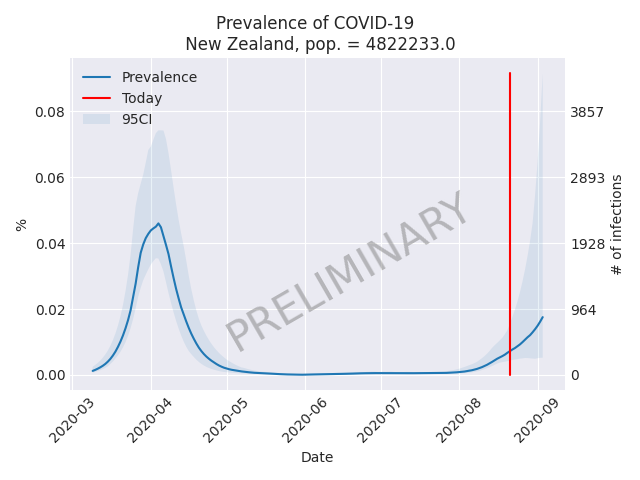 Prevalence of COVID-19
New Zealand, pop. = 4822233.0
Prevalence
Today
95CI
0.08
0.06
0.04
0.02
0.00
%
3857
2893
1928
964
0
# of infections
PRELIMINARY
2020-03
2020-04
2020-05
2020-06
2020-07
2020-08
2020-09
Date